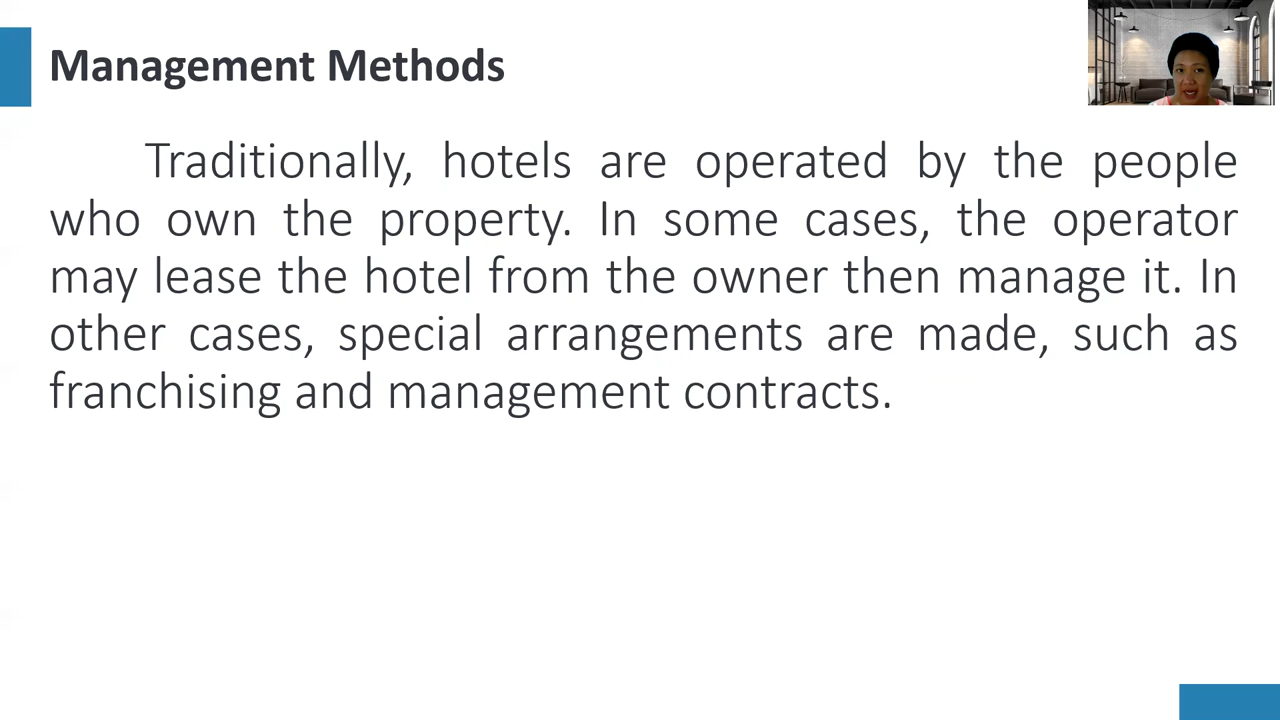 Management Methods
Traditionally, hotels are operated by the people
who own the property. In some cases, the operator
may lease the hotel from the owner then manage it. In
other cases, special arrangements are made, such as
franchising and management contracts.